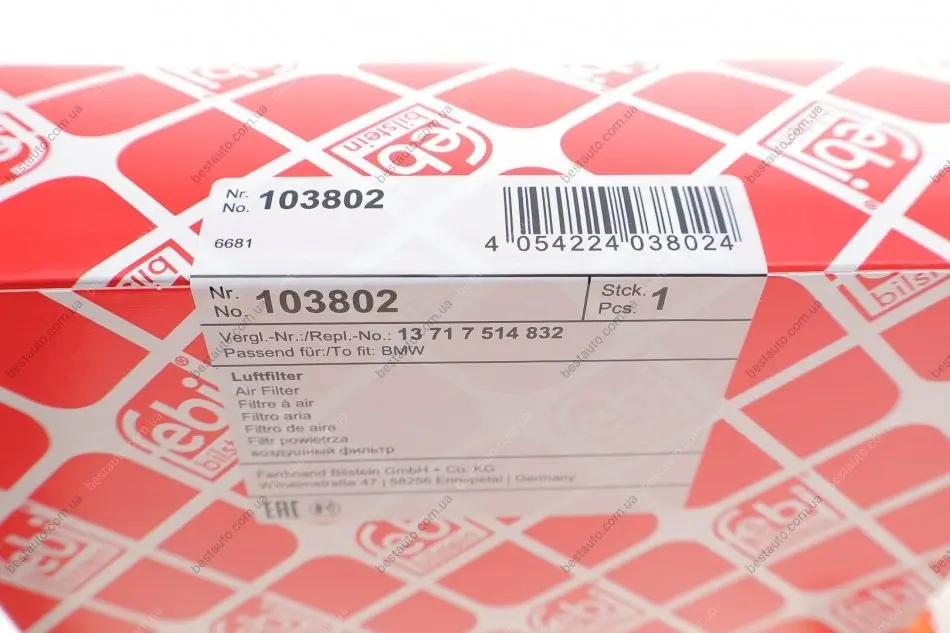 febi
bilstein
Nr.
No. 103802
6681
4 054224 038024
Nr.
No. 103802
Stck.
Pcs. 1
Vergl.-Nr.:/Repl.-No.: 13 71 7 514 832
Passend für:/To fit: BMW
Luftfilter
Air Filter
Filtre à air
Filtro aria
Filtro de aire
Filtr powietrza
воздушный фильтр
Ferdinand Bilstein GmbH + Co. KG
Wilhelmstraße 47 | 58256 Ennepetal | Germany
EAC
bestauto.com.ua